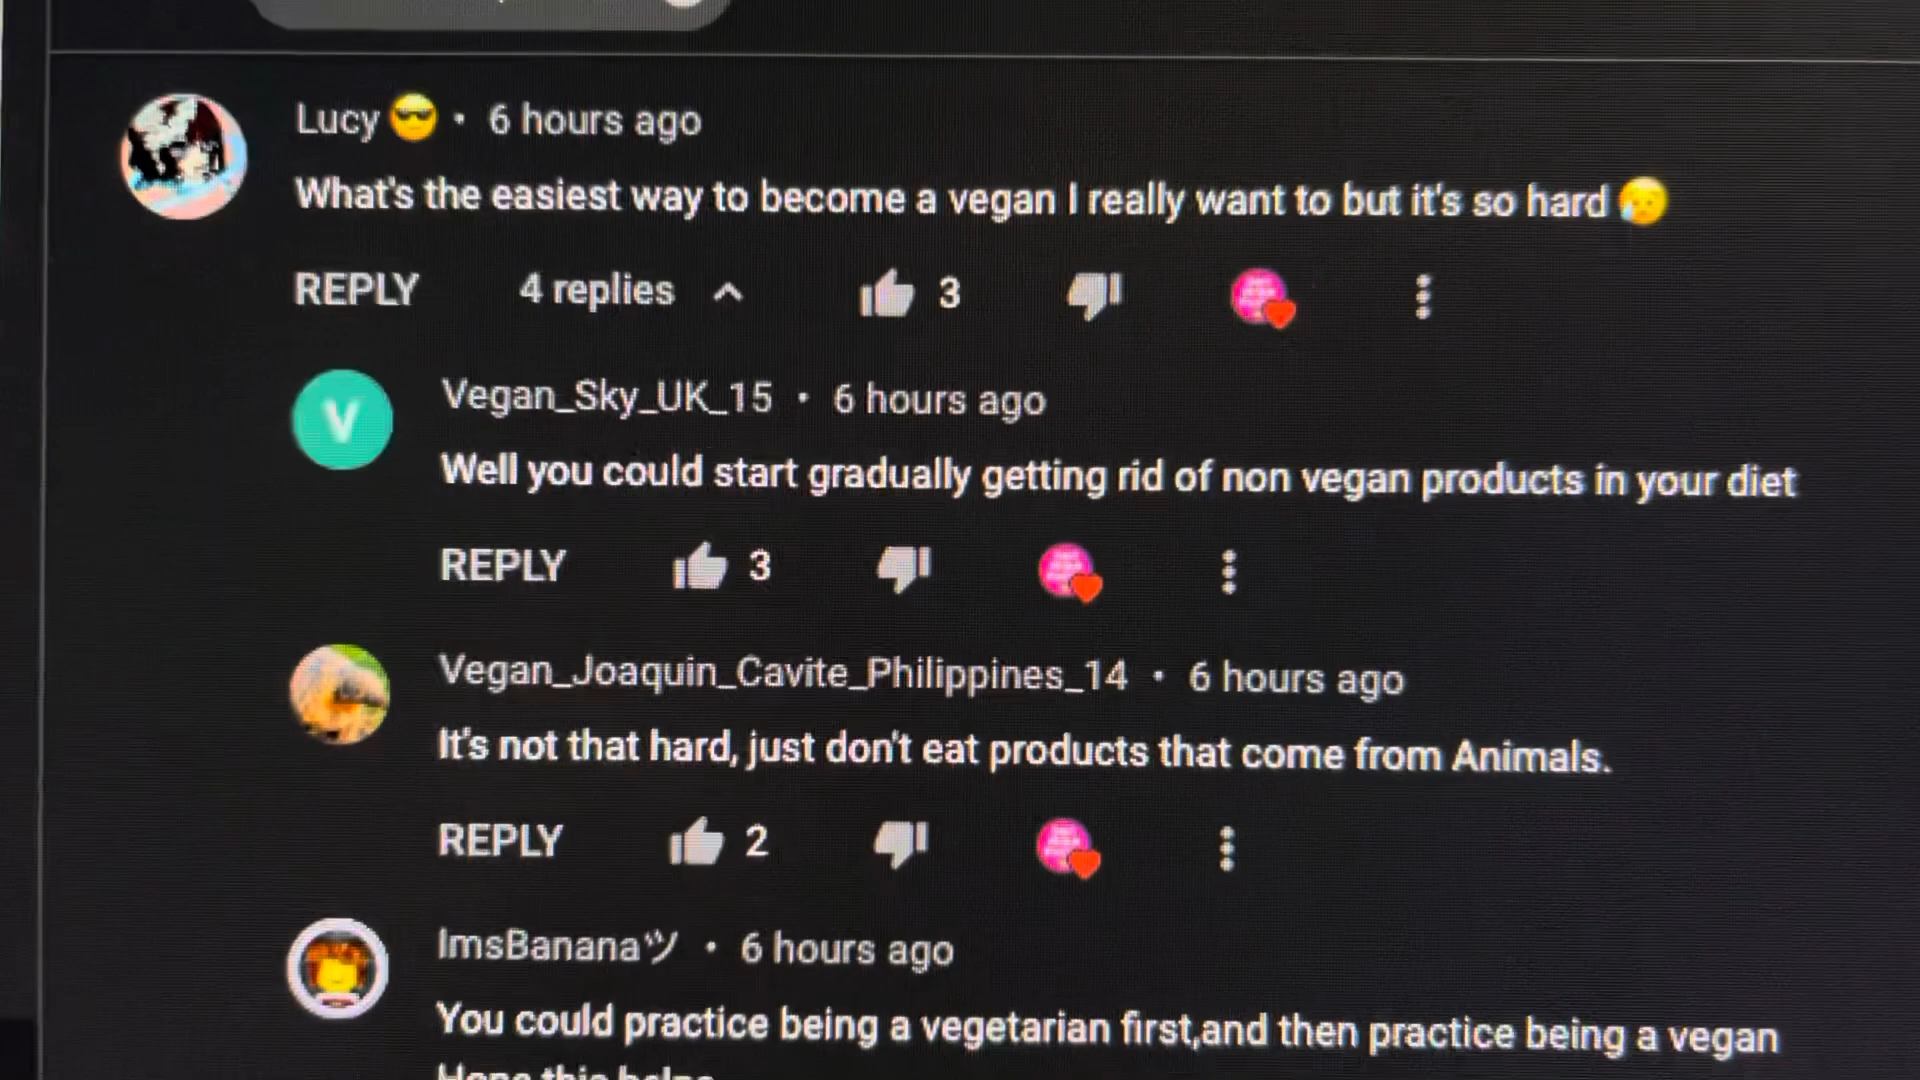 Lucy 😎 • 6 hours ago
What's the easiest way to become a vegan I really want to but it's so hard 😥
REPLY 4 replies 3
V
Vegan_Sky_UK_15 • 6 hours ago
Well you could start gradually getting rid of non vegan products in your diet
REPLY 3
Vegan_Joaquin_Cavite_Philippines_14 • 6 hours ago
It's not that hard, just don't eat products that come from Animals.
REPLY 2
ImsBananaツ • 6 hours ago
You could practice being a vegetarian first,and then practice being a vegan
Hope this helps